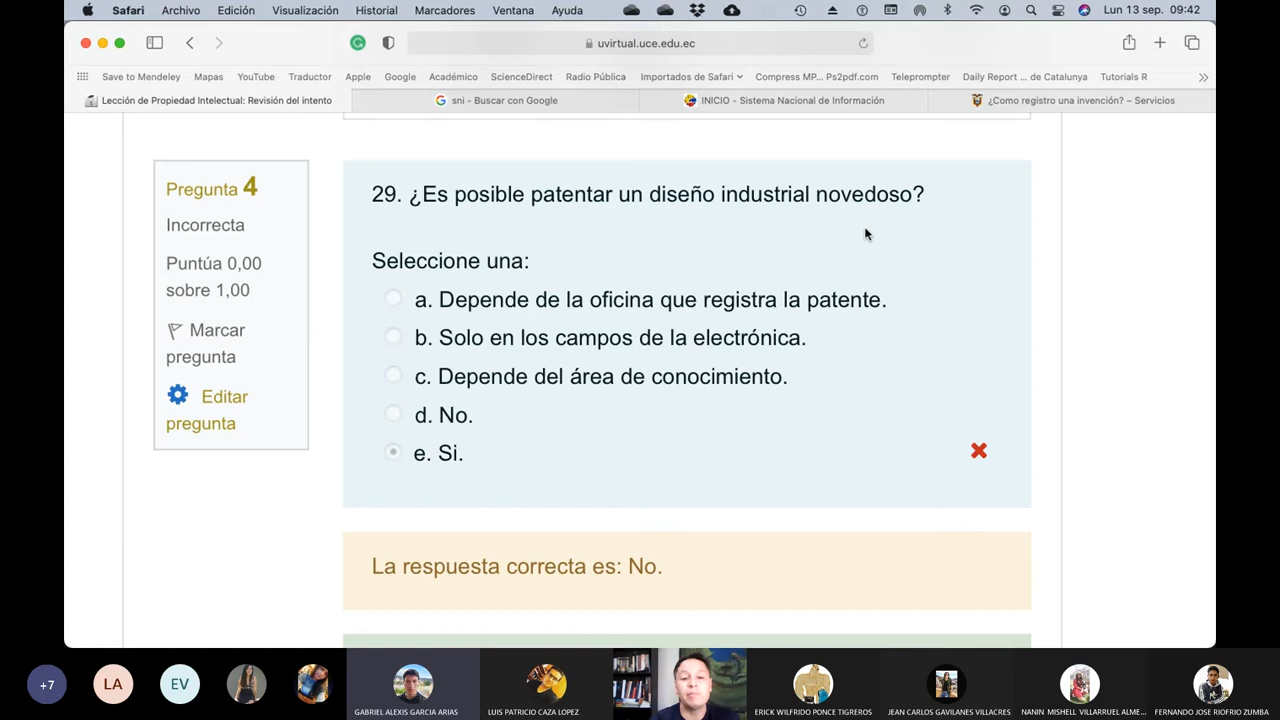 Safari Archivo Edición Visualización Historial Marcadores Ventana Ayuda Lun 13 sep. 09:42
uvirtual.uce.edu.ec
Save to Mendeley Mapas YouTube Traductor Apple Google Académico ScienceDirect Radio Pública Importados de Safari Compress MP... Ps2pdf.com Teleprompter Daily Report ... de Catalunya Tutorials R
Lección de Propiedad Intelectual: Revisión del intento sni - Buscar con Google INICIO - Sistema Nacional de Información ¿Como registro una invención? – Servicios
Pregunta 4
Incorrecta
Puntúa 0,00
sobre 1,00
Marcar
pregunta
Editar
pregunta
29. ¿Es posible patentar un diseño industrial novedoso?
Seleccione una:
a. Depende de la oficina que registra la patente.
b. Solo en los campos de la electrónica.
c. Depende del área de conocimiento.
d. No.
e. Si.
La respuesta correcta es: No.
+7 LA EV
GABRIEL ALEXIS GARCIA ARIAS LUIS PATRICIO CAZA LOPEZ ERICK WILFRIDO PONCE TIGREROS JEAN CARLOS GAVILANES VILLACRES NANIN MISHELL VILLARRUEL ALME... FERNANDO JOSE RIOFRIO ZUMBA